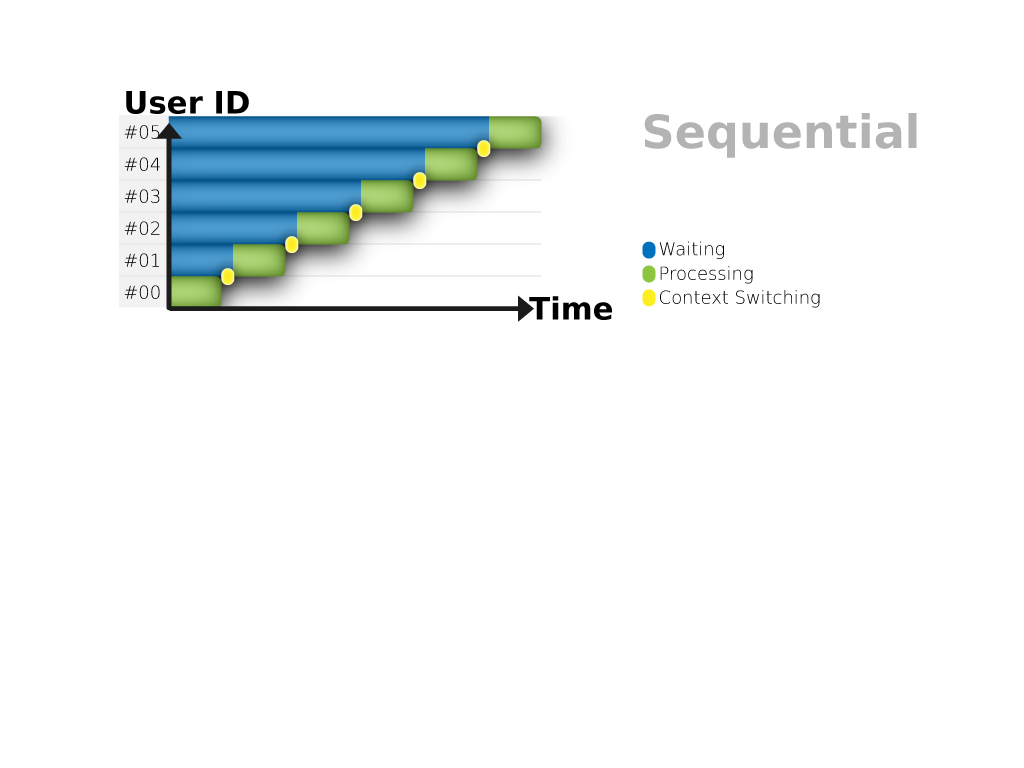 User ID
#05
#04
#03
#02
#01
#00
Time
Sequential
Waiting
Processing
Context Switching